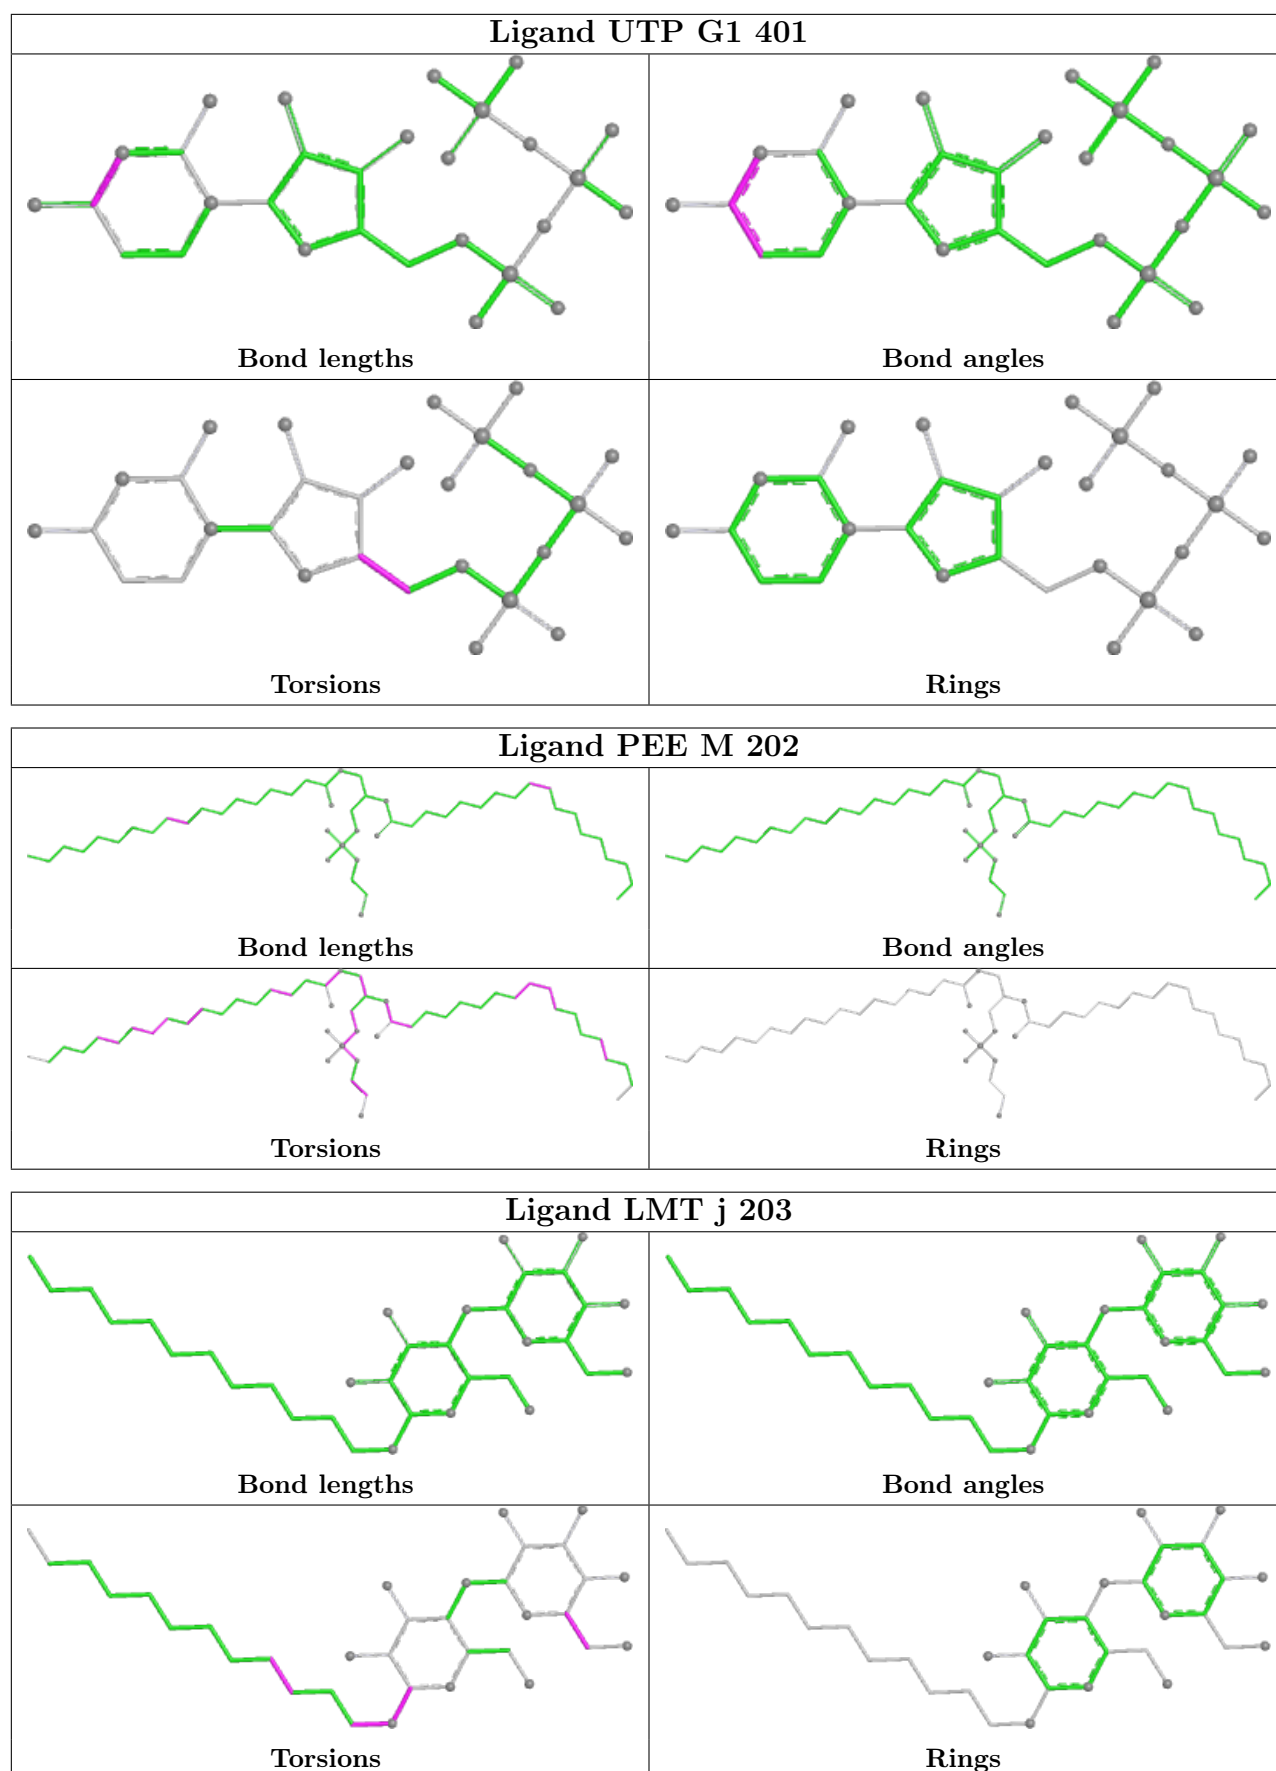 Ligand UTP G1 401
Bond lengths
Bond angles
Torsions
Rings
Ligand PEE M 202
Bond lengths
Bond angles
Torsions
Rings
Ligand LMT j 203
Bond lengths
Bond angles
Torsions
Rings